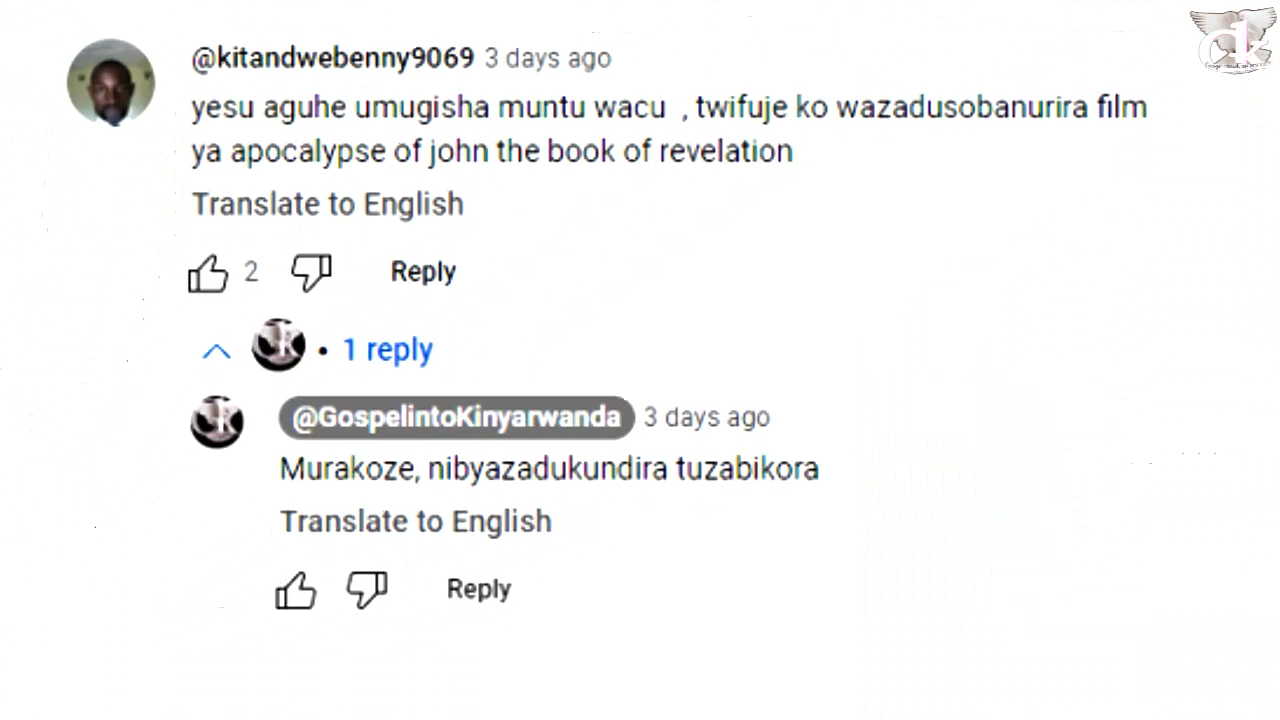 @kitandwebenny9069 3 days ago
yesu aguhe umugisha muntu wacu , twifuje ko wazadusobanurira film
ya apocalypse of john the book of revelation
Translate to English
2 Reply
• 1 reply
@GospelintoKinyarwanda 3 days ago
Murakoze, nibyazadukundira tuzabikora
Translate to English
Reply